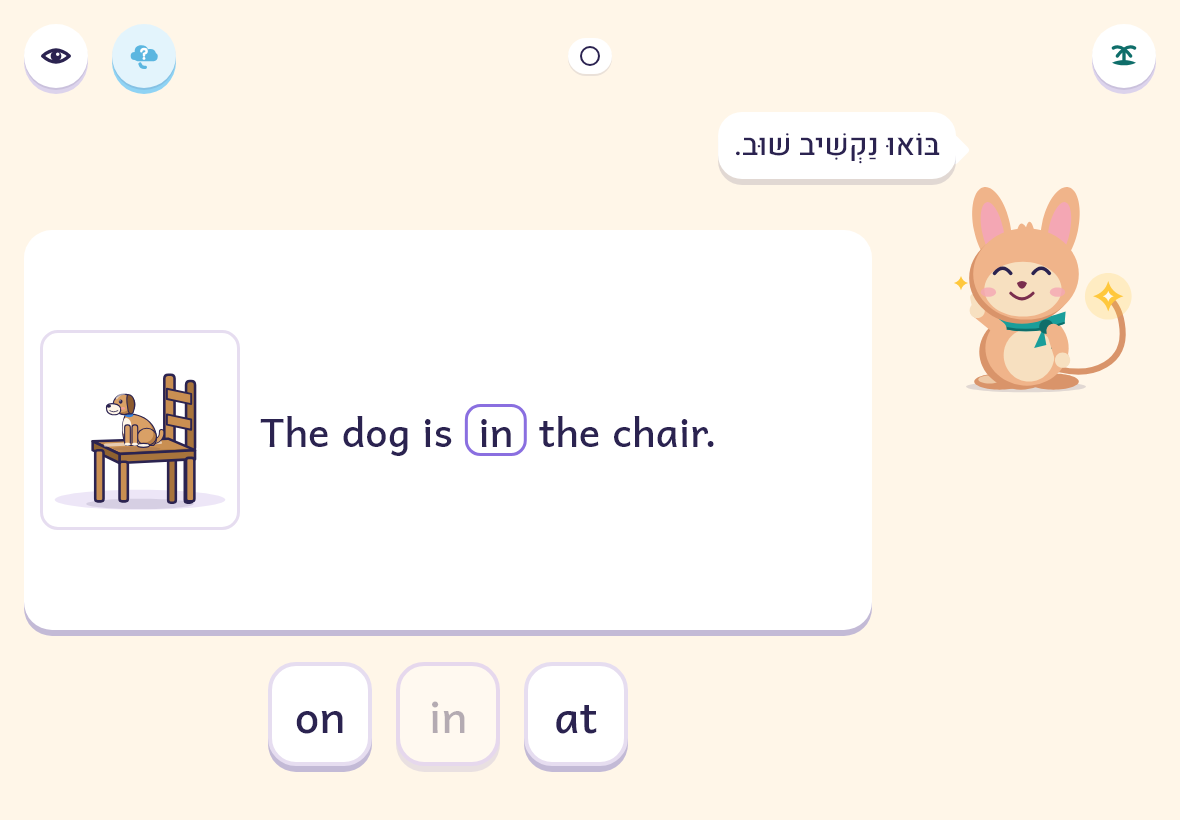 בּוֹאוּ נַקְשִׁיב שׁוּב.
The dog is in the chair.
on in at